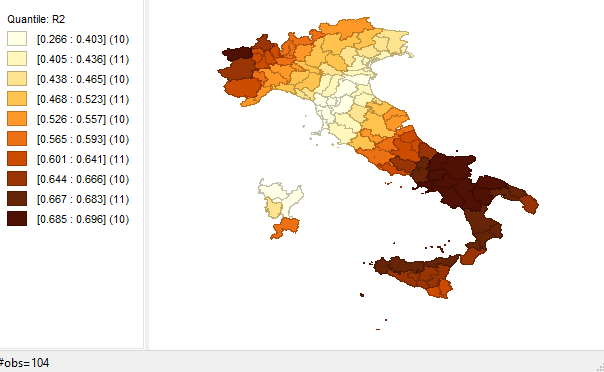 Quantile: R2
[0.266 : 0.403] (10)
[0.405 : 0.436] (11)
[0.438 : 0.465] (10)
[0.468 : 0.523] (11)
[0.526 : 0.557] (10)
[0.565 : 0.593] (10)
[0.601 : 0.641] (11)
[0.644 : 0.666] (10)
[0.667 : 0.683] (11)
[0.685 : 0.696] (10)
#obs=104